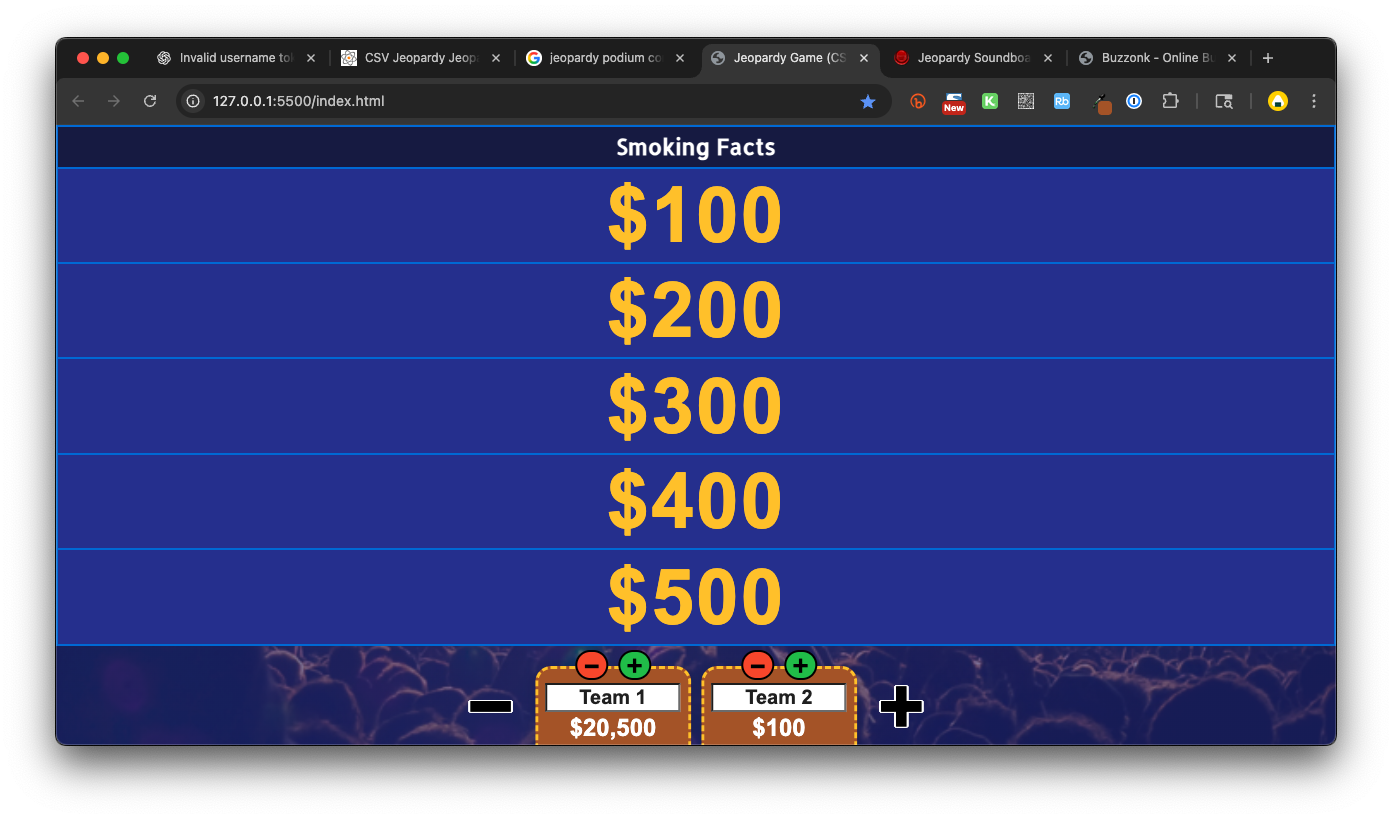 Invalid username to
CSV Jeopardy Jeop
jeopardy podium co
Jeopardy Game (CS
Jeopardy Soundboa
Buzzonk - Online Bu
127.0.0.1:5500/index.html
New
K
Rb
Smoking Facts
$100
$200
$300
$400
$500
− + − +
Team 1 Team 2
$20,500 $100